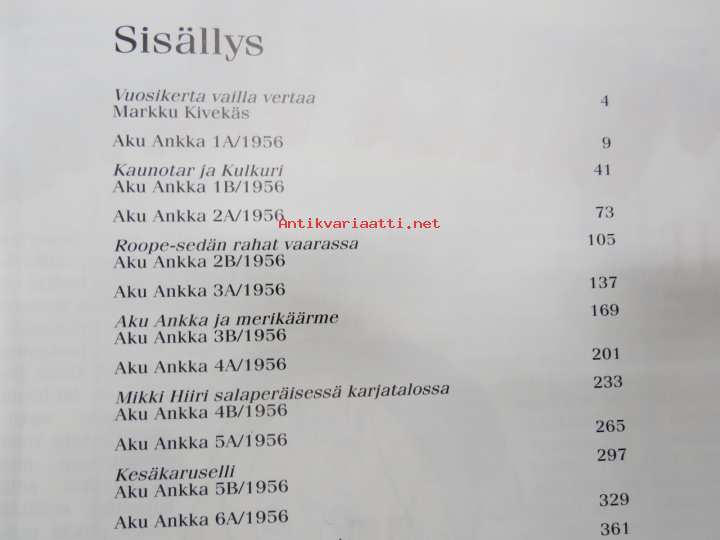 Sisällys
Vuosikerta vailla vertaa 4
Markku Kivekäs
Aku Ankka 1A/1956 9
Kaunotar ja Kulkuri 41
Aku Ankka 1B/1956
Aku Ankka 2A/1956 73
Antikvariaatti.net
Roope-sedän rahat vaarassa 105
Aku Ankka 2B/1956
Aku Ankka 3A/1956 137
Aku Ankka ja merikäärme 169
Aku Ankka 3B/1956
Aku Ankka 4A/1956 201
Mikki Hiiri salaperäisessä karjatalossa 233
Aku Ankka 4B/1956
Aku Ankka 5A/1956 265
Kesäkaruselli 297
Aku Ankka 5B/1956
Aku Ankka 6A/1956 329
361